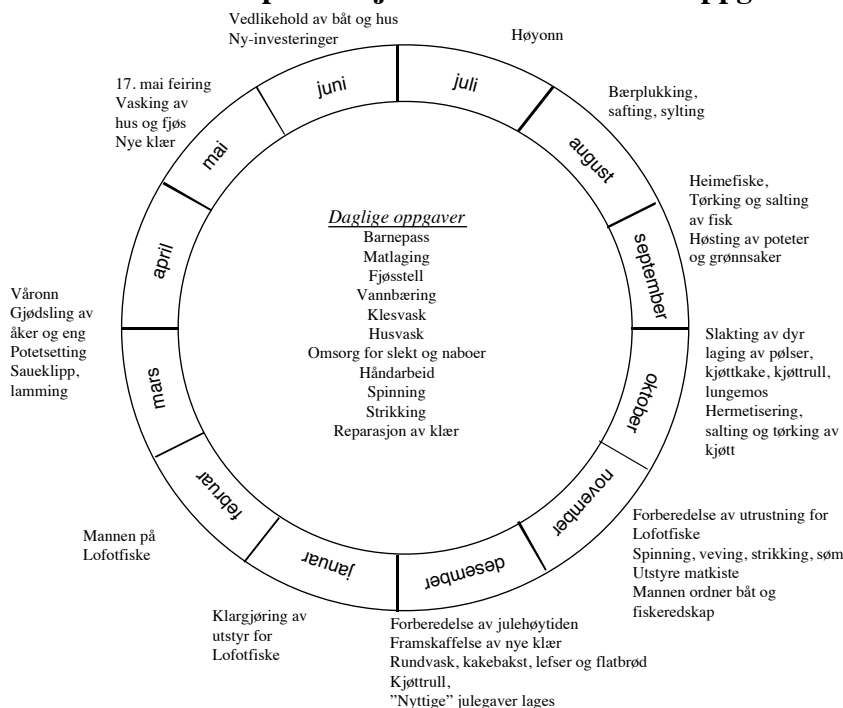 Vedlikehold av båt og hus
Ny-investeringer
Høyonn
17. mai feiring
Vasking av
hus og fjøs
Nye klær
Bærplukking,
safting, sylting
juni
juli
mai
august
april
september
Heimefiske,
Tørking og salting
av fisk
Høsting av poteter
og grønnsaker
Daglige oppgaver
Barnepass
Matlaging
Fjøsstell
Vannbæring
Klesvask
Husvask
Omsorg for slekt og naboer
Håndarbeid
Spinning
Strikking
Reparasjon av klær
Våronn
Gjødsling av
åker og eng
Potetsetting
Saueklipp,
lamming
mars
oktober
Slakting av dyr
laging av pølser,
kjøttkake, kjøttrull,
lungemos
Hermetisering,
salting og tørking av
kjøtt
februar
november
januar
desember
Mannen på
Lofotfiske
Forberedelse av utrustning for
Lofotfiske
Spinning, veving, strikking, søm
Utstyre matkiste
Mannen ordner båt og
fiskeredskap
Klargjøring av
utstyr for
Lofotfiske
Forberedelse av julehøytiden
Framskaffelse av nye klær
Rundvask, kakebakst, lefser og flatbrød
Kjøttrull,
”Nyttige” julegaver lages